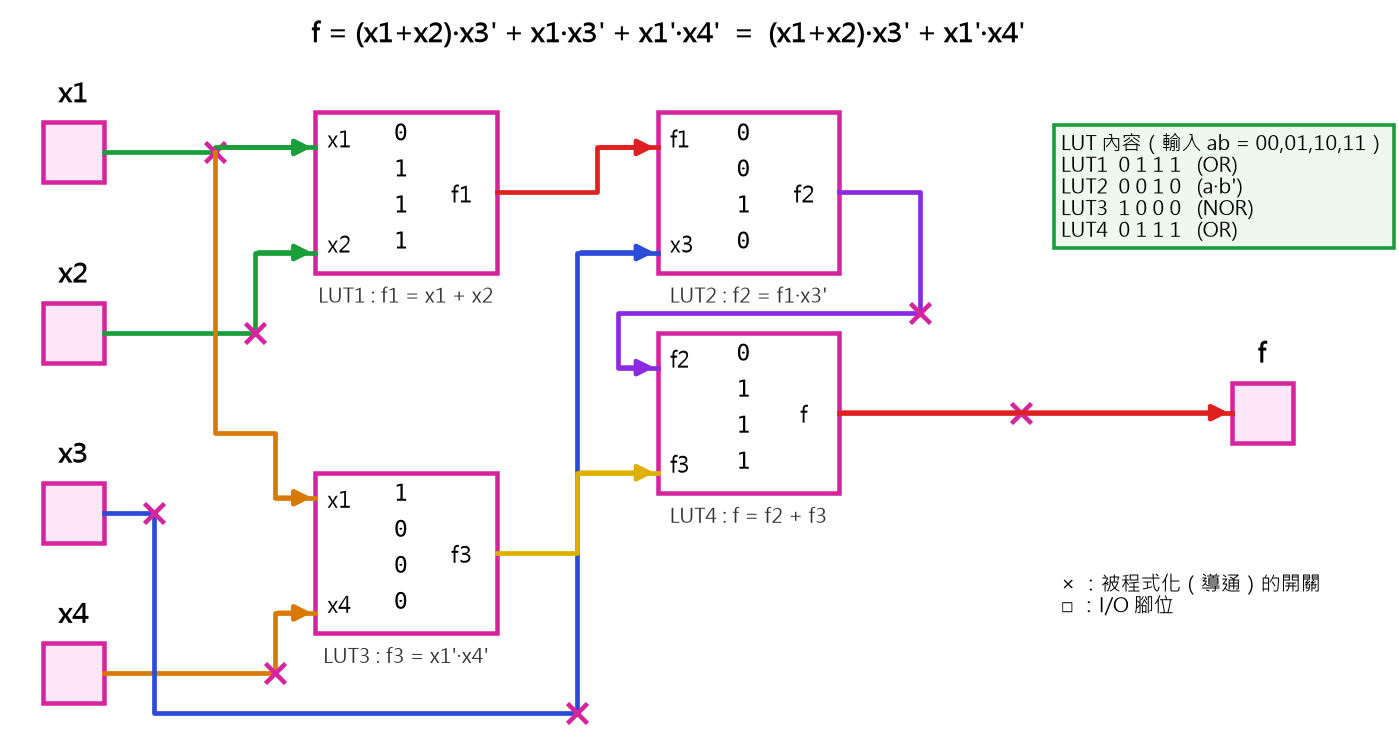 f = (x1+x2)·x3' + x1·x3' + x1'·x4' = (x1+x2)·x3' + x1'·x4'
x1
x2
x3
x4
x1
0
1
1
1
f1
x2
LUT1 : f1 = x1 + x2
f1
0
0
1
0
f2
x3
LUT2 : f2 = f1·x3'
LUT 內容 ( 輸入 ab = 00,01,10,11 )
LUT1 0 1 1 1 (OR)
LUT2 0 0 1 0 (a·b')
LUT3 1 0 0 0 (NOR)
LUT4 0 1 1 1 (OR)
f2
0
1
1
1
f
f3
LUT4 : f = f2 + f3
f
x1
1
0
0
0
f3
x4
LUT3 : f3 = x1'·x4'
× : 被程式化 ( 導通 ) 的開關
□ : I/O 腳位